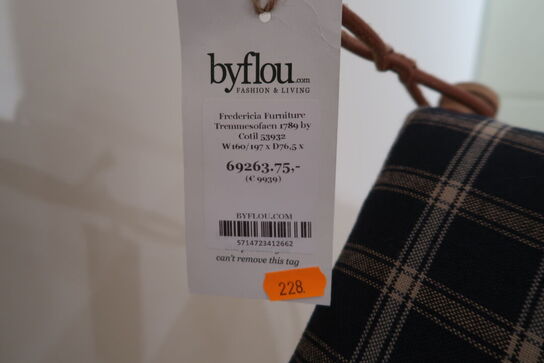 byflou.com
FASHION & LIVING
Fredericia Furniture
Tremmesofaen 1789 by
Cotil 53932
W160/197 x D76,5 x
69263.75,-
(€ 9939)
BYFLOU.COM
5714723412662
can't remove this tag
228.